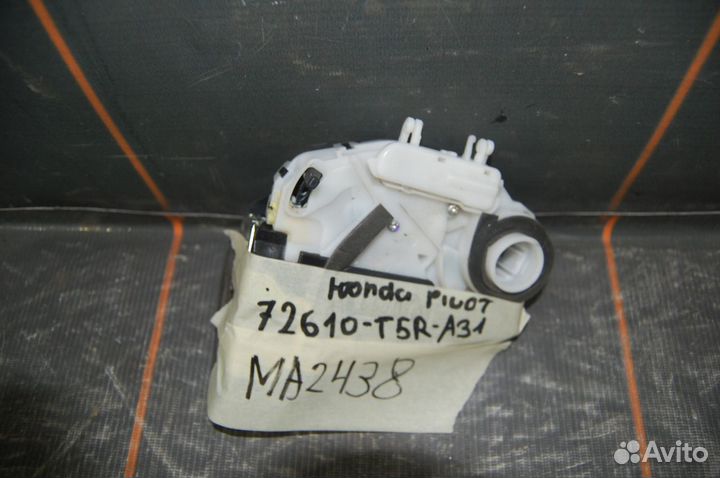 Honda PILOT
72610-T5R-A31
MA2438
Avito